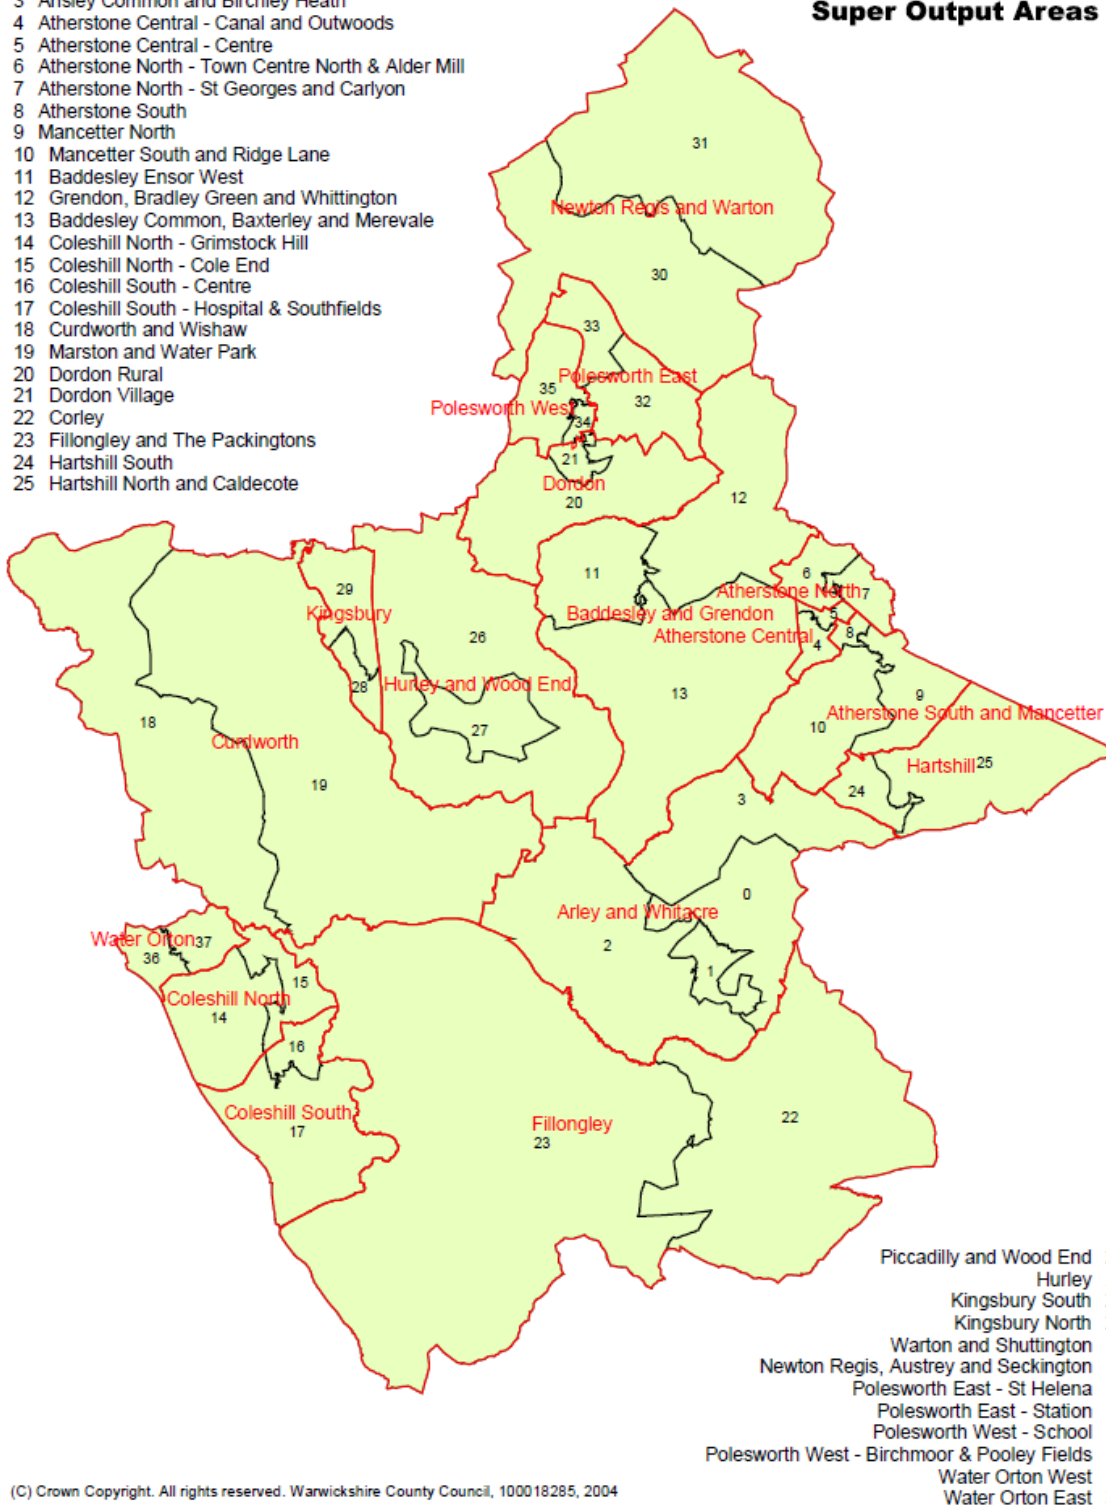 3 Ansley Common and Birchley Heath
Super Output Areas
4 Atherstone Central - Canal and Outwoods
5 Atherstone Central - Centre
6 Atherstone North - Town Centre North & Alder Mill
7 Atherstone North - St Georges and Carlyon
8 Atherstone South
9 Mancetter North
10 Mancetter South and Ridge Lane
11 Baddesley Ensor West
12 Grendon, Bradley Green and Whittington
13 Baddesley Common, Baxterley and Merevale
14 Coleshill North - Grimstock Hill
15 Coleshill North - Cole End
16 Coleshill South - Centre
17 Coleshill South - Hospital & Southfields
18 Curdworth and Wishaw
19 Marston and Water Park
20 Dordon Rural
21 Dordon Village
22 Corley
23 Fillongley and The Packingtons
24 Hartshill South
25 Hartshill North and Caldecote
31
Newton Regis and Warton
30
33
Polesworth East
35
32
Polesworth West
34
21
Dordon
20
12
11
6
Atherstone North
7
29
Kingsbury
Baddesley and Grendon
5
26
Atherstone Central
8
4
28
Hurley and Wood End
13
9
18
27
10
Atherstone South and Mancetter
Curdworth
Hartshill
25
19
3
24
0
Arley and Whitacre
2
1
Water Orton
37
36
15
Coleshill North
14
16
Coleshill South
17
Fillongley
23
22
Piccadilly and Wood End
Hurley
Kingsbury South
Kingsbury North
Warton and Shuttington
Newton Regis, Austrey and Seckington
Polesworth East - St Helena
Polesworth East - Station
Polesworth West - School
Polesworth West - Birchmoor & Pooley Fields
Water Orton West
Water Orton East
(C) Crown Copyright. All rights reserved. Warwickshire County Council, 100018285, 2004